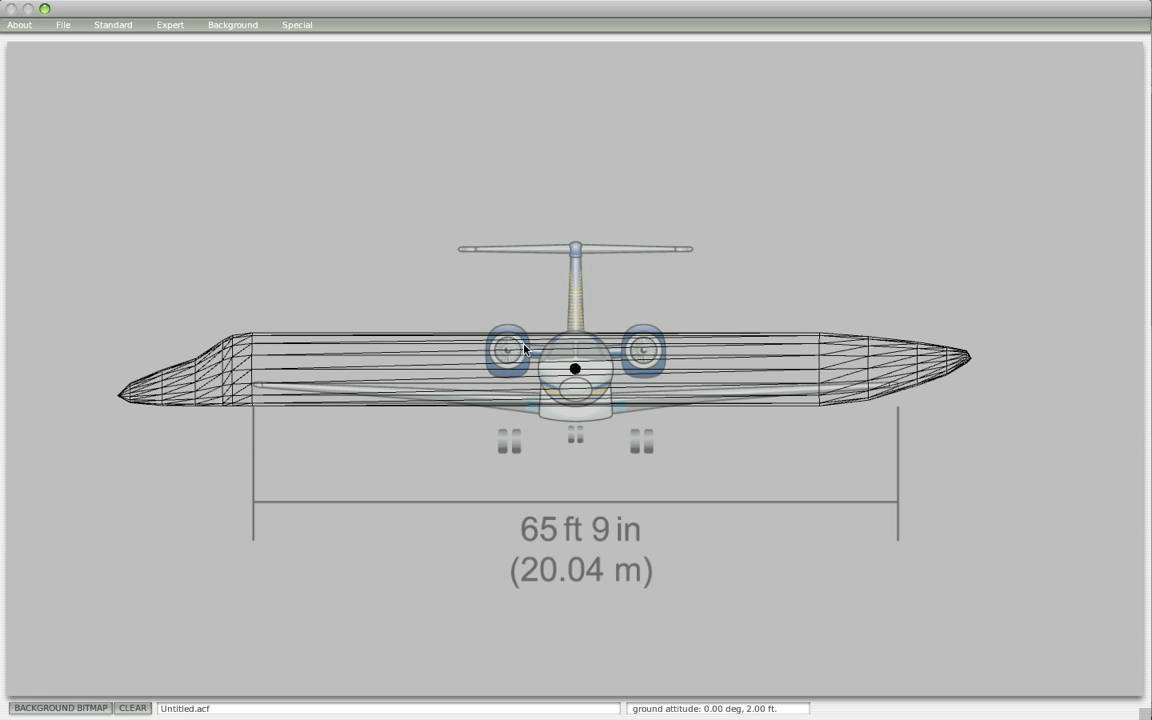 About File Standard Expert Background Special
65 ft 9 in
(20.04 m)
BACKGROUND BITMAP CLEAR Untitled.acf ground attitude: 0.00 deg, 2.00 ft.